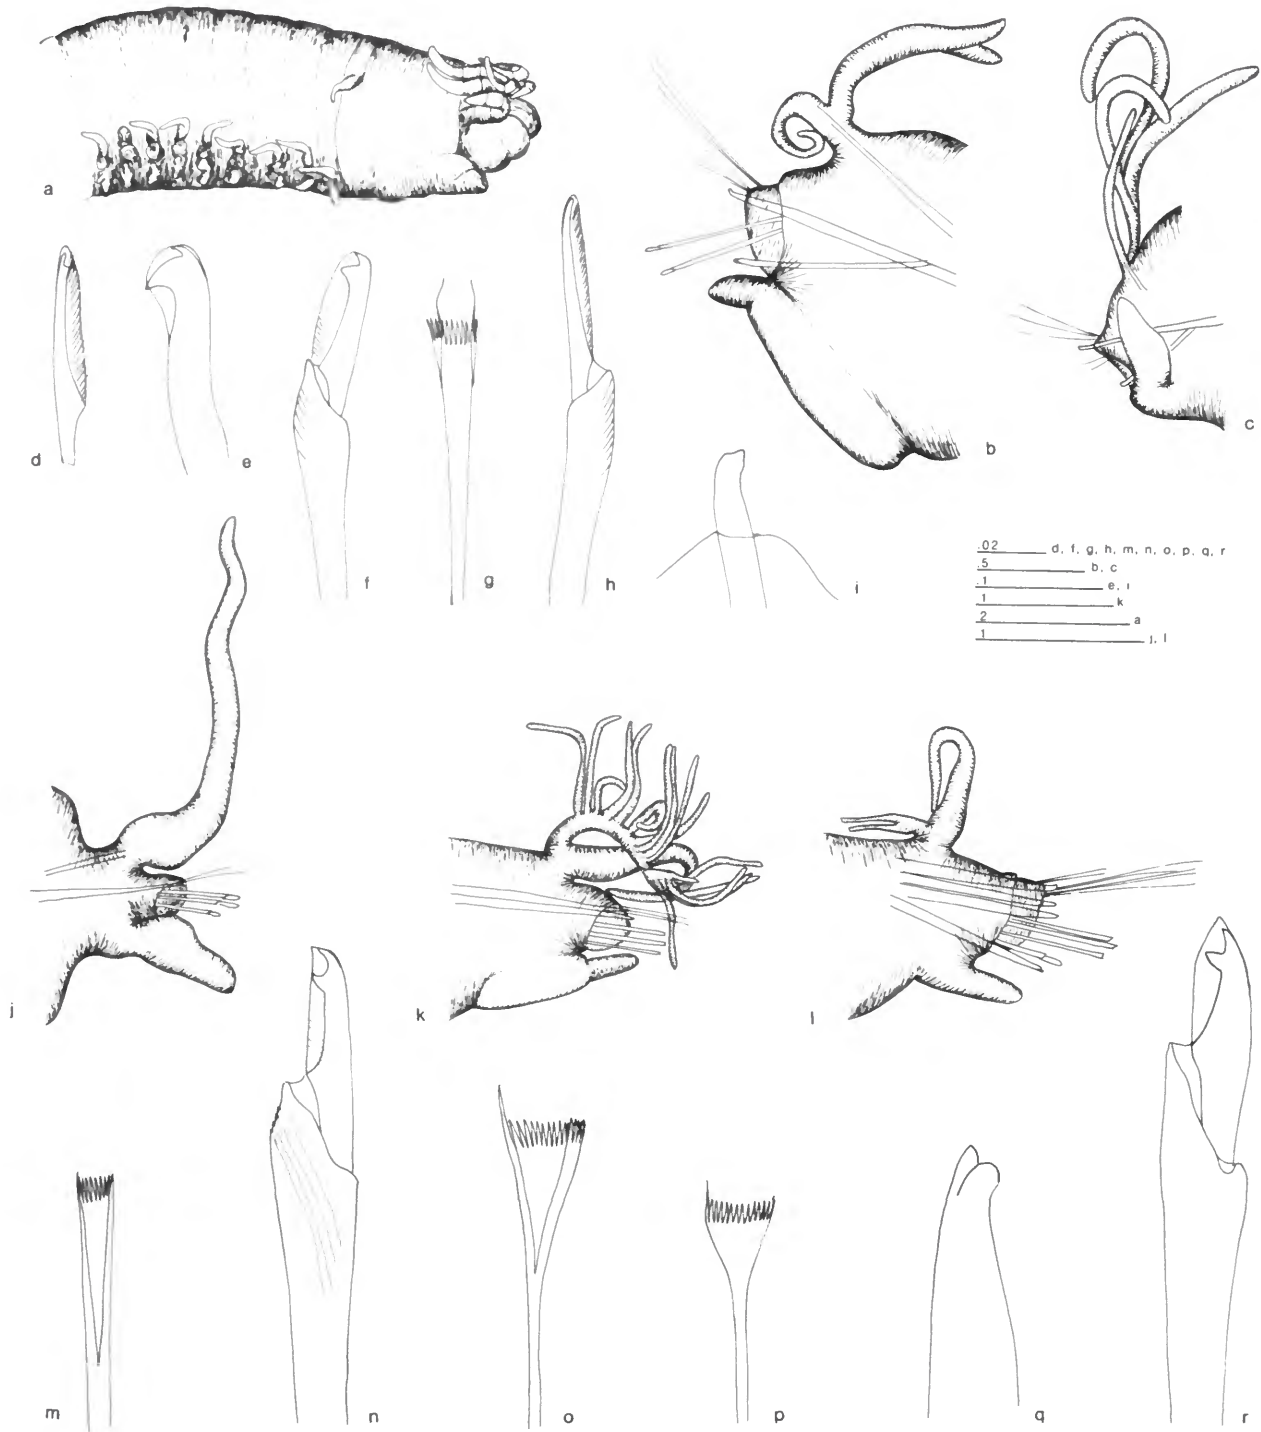 a
b
c
d
e
f
g
h
i
.02 d, f, g, h, m, n, o, p, q, r
.5 b, c
.1 e, i
1 k
2 a
1 j, l
j
k
l
m
n
o
p
q
r